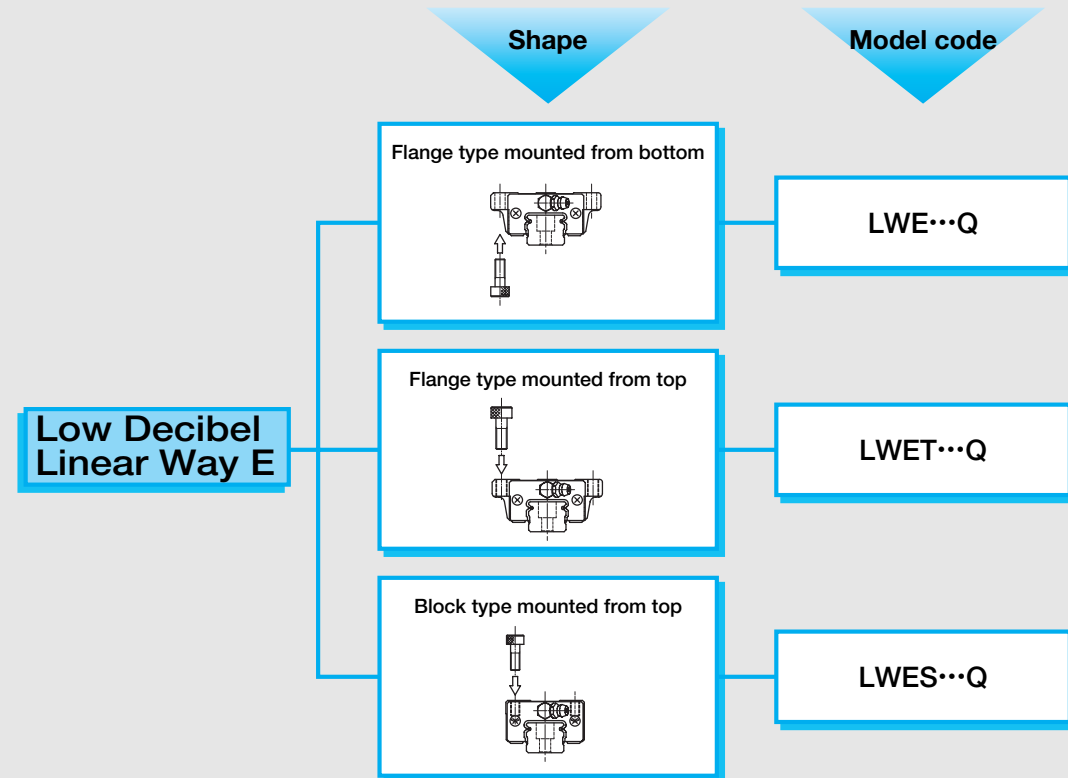 Shape
Model code
Flange type mounted from bottom
LWE···Q
Flange type mounted from top
LWET···Q
Low Decibel
Linear Way E
Block type mounted from top
LWES···Q